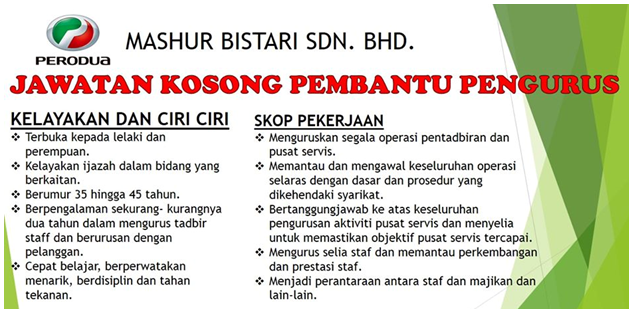 PERODUA
MASHUR BISTARI SDN. BHD.
JAWATAN KOSONG PEMBANTU PENGURUS
KELAYAKAN DAN CIRI CIRI
❖ Terbuka kepada lelaki dan
perempuan.
❖ Kelayakan ijazah dalam bidang yang
berkaitan.
❖ Berumur 35 hingga 45 tahun.
❖ Berpengalaman sekurang- kurangnya
dua tahun dalam mengurus tadbir
staff dan berurusan dengan
pelanggan.
❖ Cepat belajar, berperwatakan
menarik, berdisiplin dan tahan
tekanan.
SKOP PEKERJAAN
❖ Menguruskan segala operasi pentadbiran dan
pusat servis.
❖ Memantau dan mengawal keseluruhan operasi
selaras dengan dasar dan prosedur yang
dikehendaki syarikat.
❖ Bertanggungjawab ke atas keseluruhan
pengurusan aktiviti pusat servis dan menyelia
untuk memastikan objektif pusat servis tercapai.
❖ Mengurus selia staf dan memantau perkembangan
dan prestasi staf.
❖ Menjadi perantaraan antara staf dan majikan dan
lain-lain.